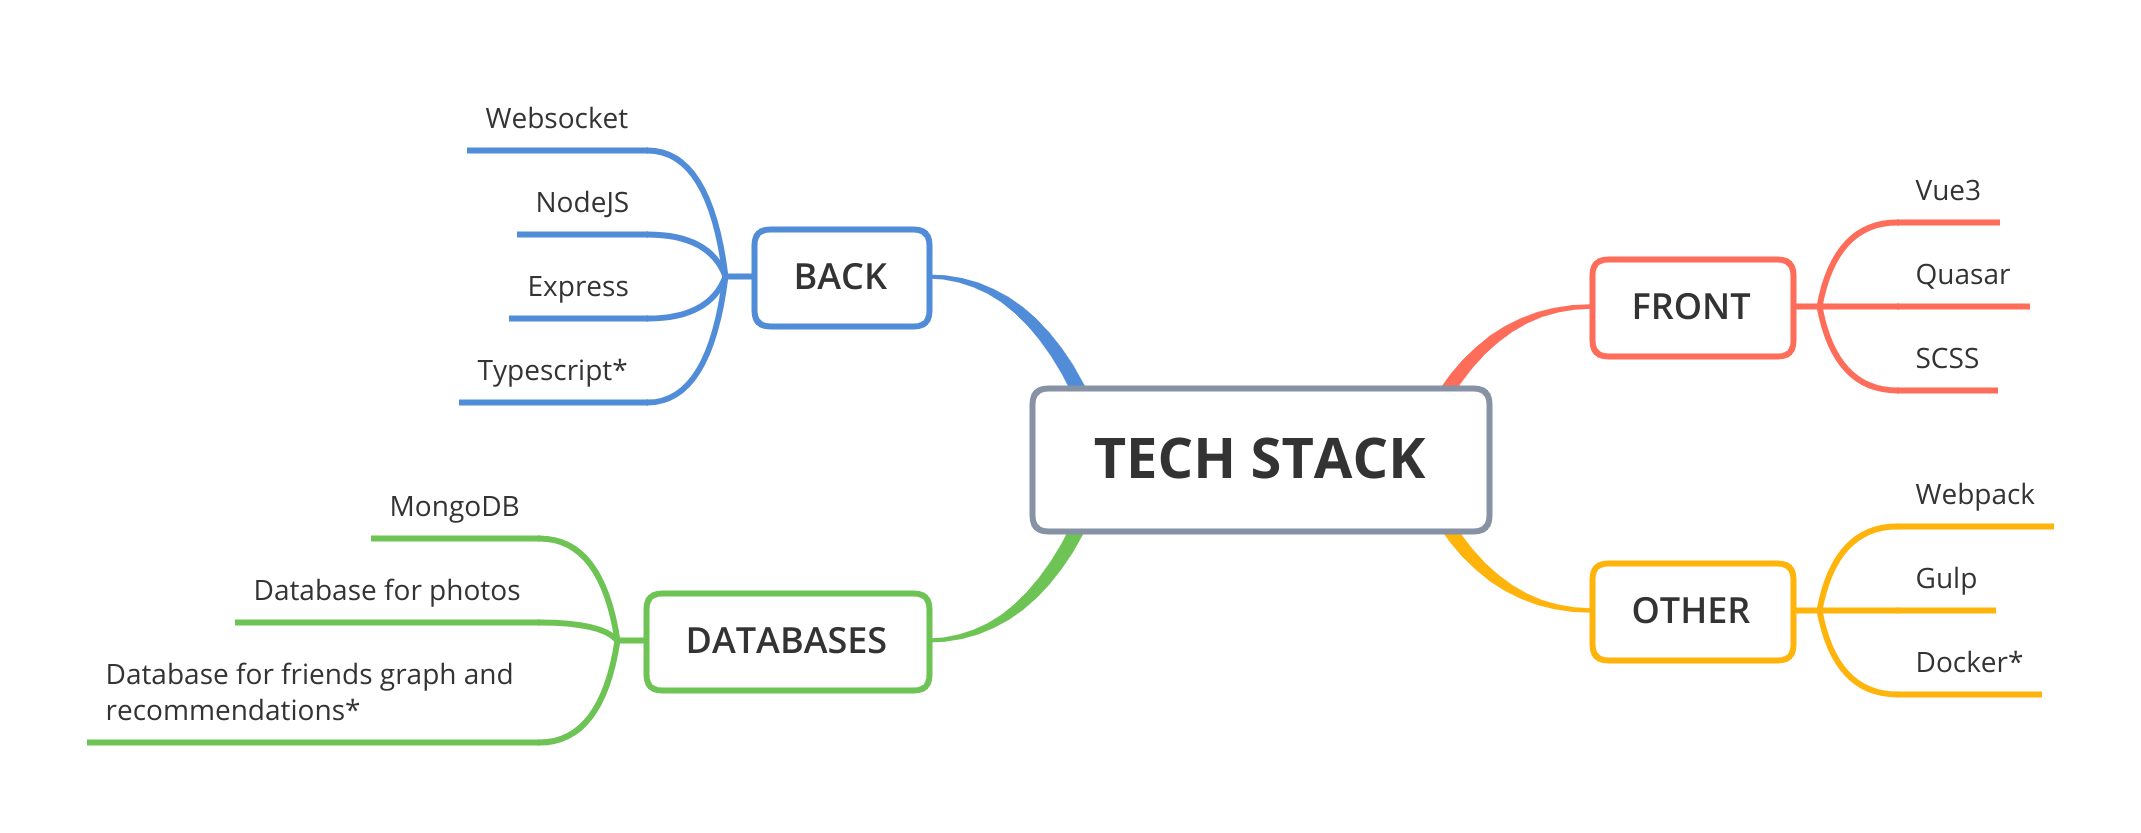 TECH STACK
BACK
Websocket
NodeJS
Express
Typescript*
DATABASES
MongoDB
Database for photos
Database for friends graph and
recommendations*
FRONT
Vue3
Quasar
SCSS
OTHER
Webpack
Gulp
Docker*